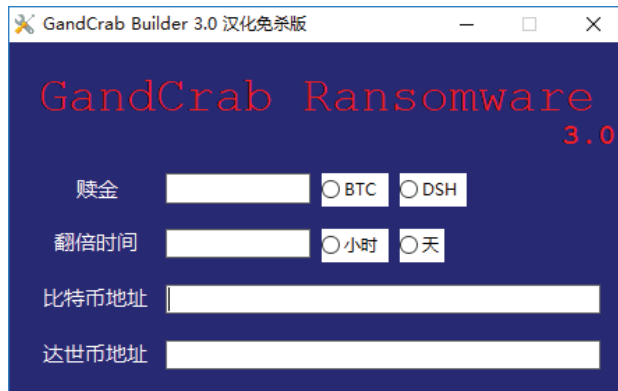 GandCrab Builder 3.0 汉化免杀版
GandCrab Ransomware
3.0
赎金 BTC DSH
翻倍时间 小时 天
比特币地址
达世币地址